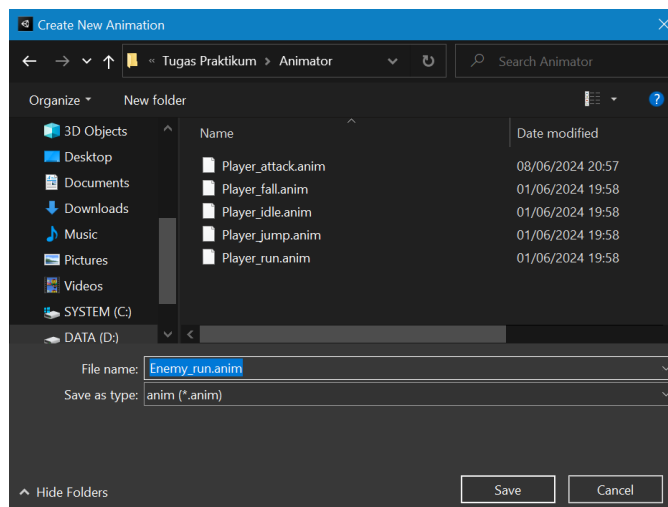 Create New Animation
« Tugas Praktikum > Animator
Search Animator
Organize
New folder
?
3D Objects
Desktop
Documents
Downloads
Music
Pictures
Videos
SYSTEM (C:)
DATA (D:)
Name
Date modified
Player_attack.anim 08/06/2024 20:57
Player_fall.anim 01/06/2024 19:58
Player_idle.anim 01/06/2024 19:58
Player_jump.anim 01/06/2024 19:58
Player_run.anim 01/06/2024 19:58
File name: Enemy_run.anim
Save as type: anim (*.anim)
Hide Folders
Save
Cancel